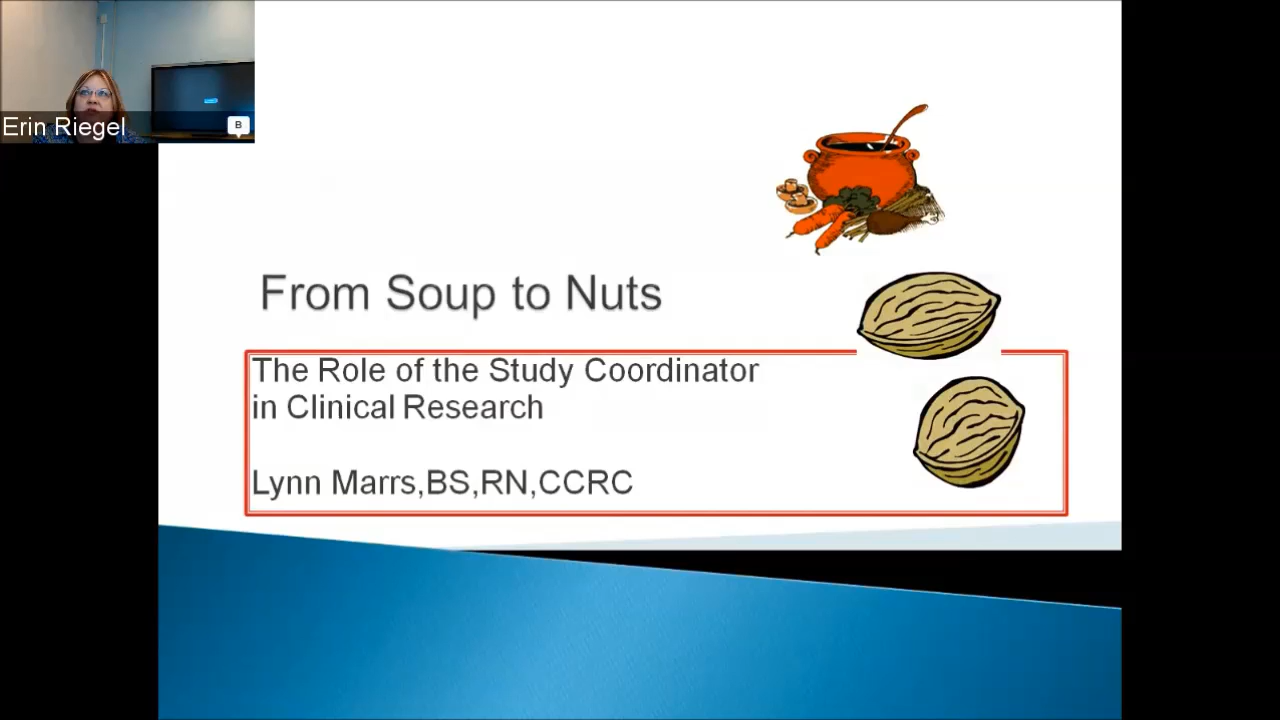 Erin Riegel
B
From Soup to Nuts
The Role of the Study Coordinator
in Clinical Research
Lynn Marrs,BS,RN,CCRC